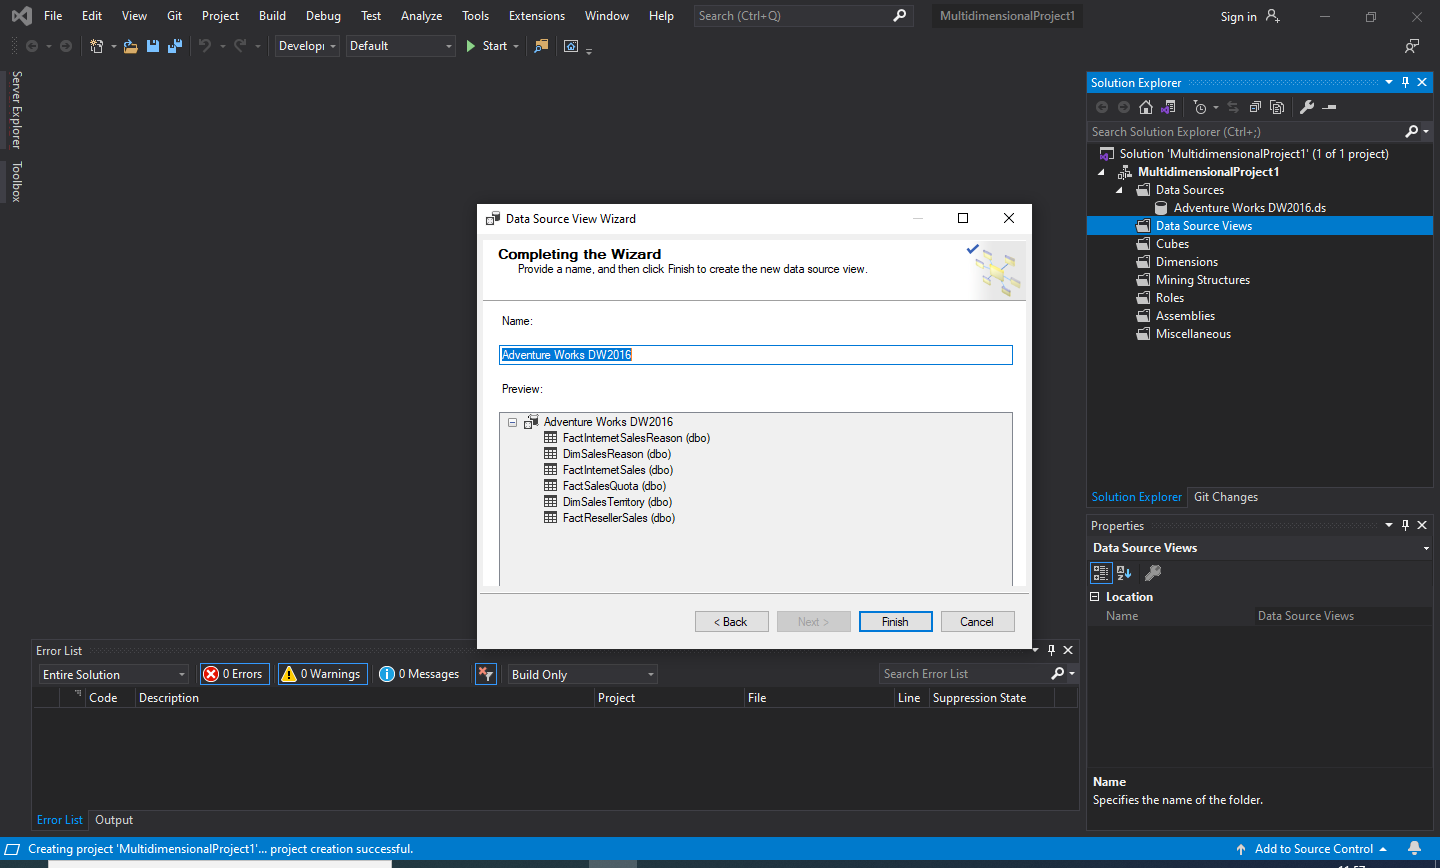 File Edit View Git Project Build Debug Test Analyze Tools Extensions Window Help Search (Ctrl+Q) MultidimensionalProject1 Sign in
Develop Default Start
Server Explorer
Toolbox
Solution Explorer
Search Solution Explorer (Ctrl+;)
Solution 'MultidimensionalProject1' (1 of 1 project)
MultidimensionalProject1
Data Sources
Adventure Works DW2016.ds
Data Source Views
Cubes
Dimensions
Mining Structures
Roles
Assemblies
Miscellaneous
Solution Explorer Git Changes
Data Source View Wizard
Completing the Wizard
Provide a name, and then click Finish to create the new data source view.
Name:
Adventure Works DW2016
Preview:
Adventure Works DW2016
FactInternetSalesReason (dbo)
DimSalesReason (dbo)
FactInternetSales (dbo)
FactSalesQuota (dbo)
DimSalesTerritory (dbo)
FactResellerSales (dbo)
< Back Next > Finish Cancel
Properties
Data Source Views
Location
Name Data Source Views
Name
Specifies the name of the folder.
Error List
Entire Solution 0 Errors 0 Warnings 0 Messages Build Only Search Error List
Code Description Project File Line Suppression State
Error List Output
Creating project 'MultidimensionalProject1'... project creation successful. Add to Source Control